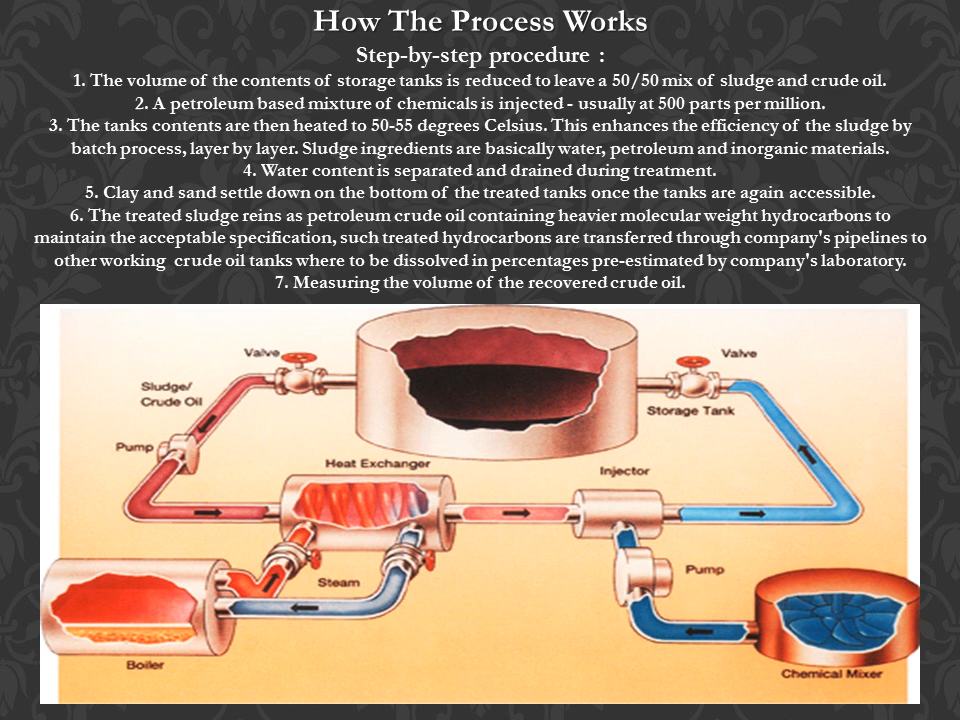 How The Process Works
Step-by-step procedure :
1. The volume of the contents of storage tanks is reduced to leave a 50/50 mix of sludge and crude oil.
2. A petroleum based mixture of chemicals is injected - usually at 500 parts per million.
3. The tanks contents are then heated to 50-55 degrees Celsius. This enhances the efficiency of the sludge by
batch process, layer by layer. Sludge ingredients are basically water, petroleum and inorganic materials.
4. Water content is separated and drained during treatment.
5. Clay and sand settle down on the bottom of the treated tanks once the tanks are again accessible.
6. The treated sludge reins as petroleum crude oil containing heavier molecular weight hydrocarbons to
maintain the acceptable specification, such treated hydrocarbons are transferred through company's pipelines to
other working crude oil tanks where to be dissolved in percentages pre-estimated by company's laboratory.
7. Measuring the volume of the recovered crude oil.
Valve
Valve
Sludge/
Crude Oil
Storage Tank
Pump
Heat Exchanger
Injector
Pump
Steam
Boiler
Chemical Mixer